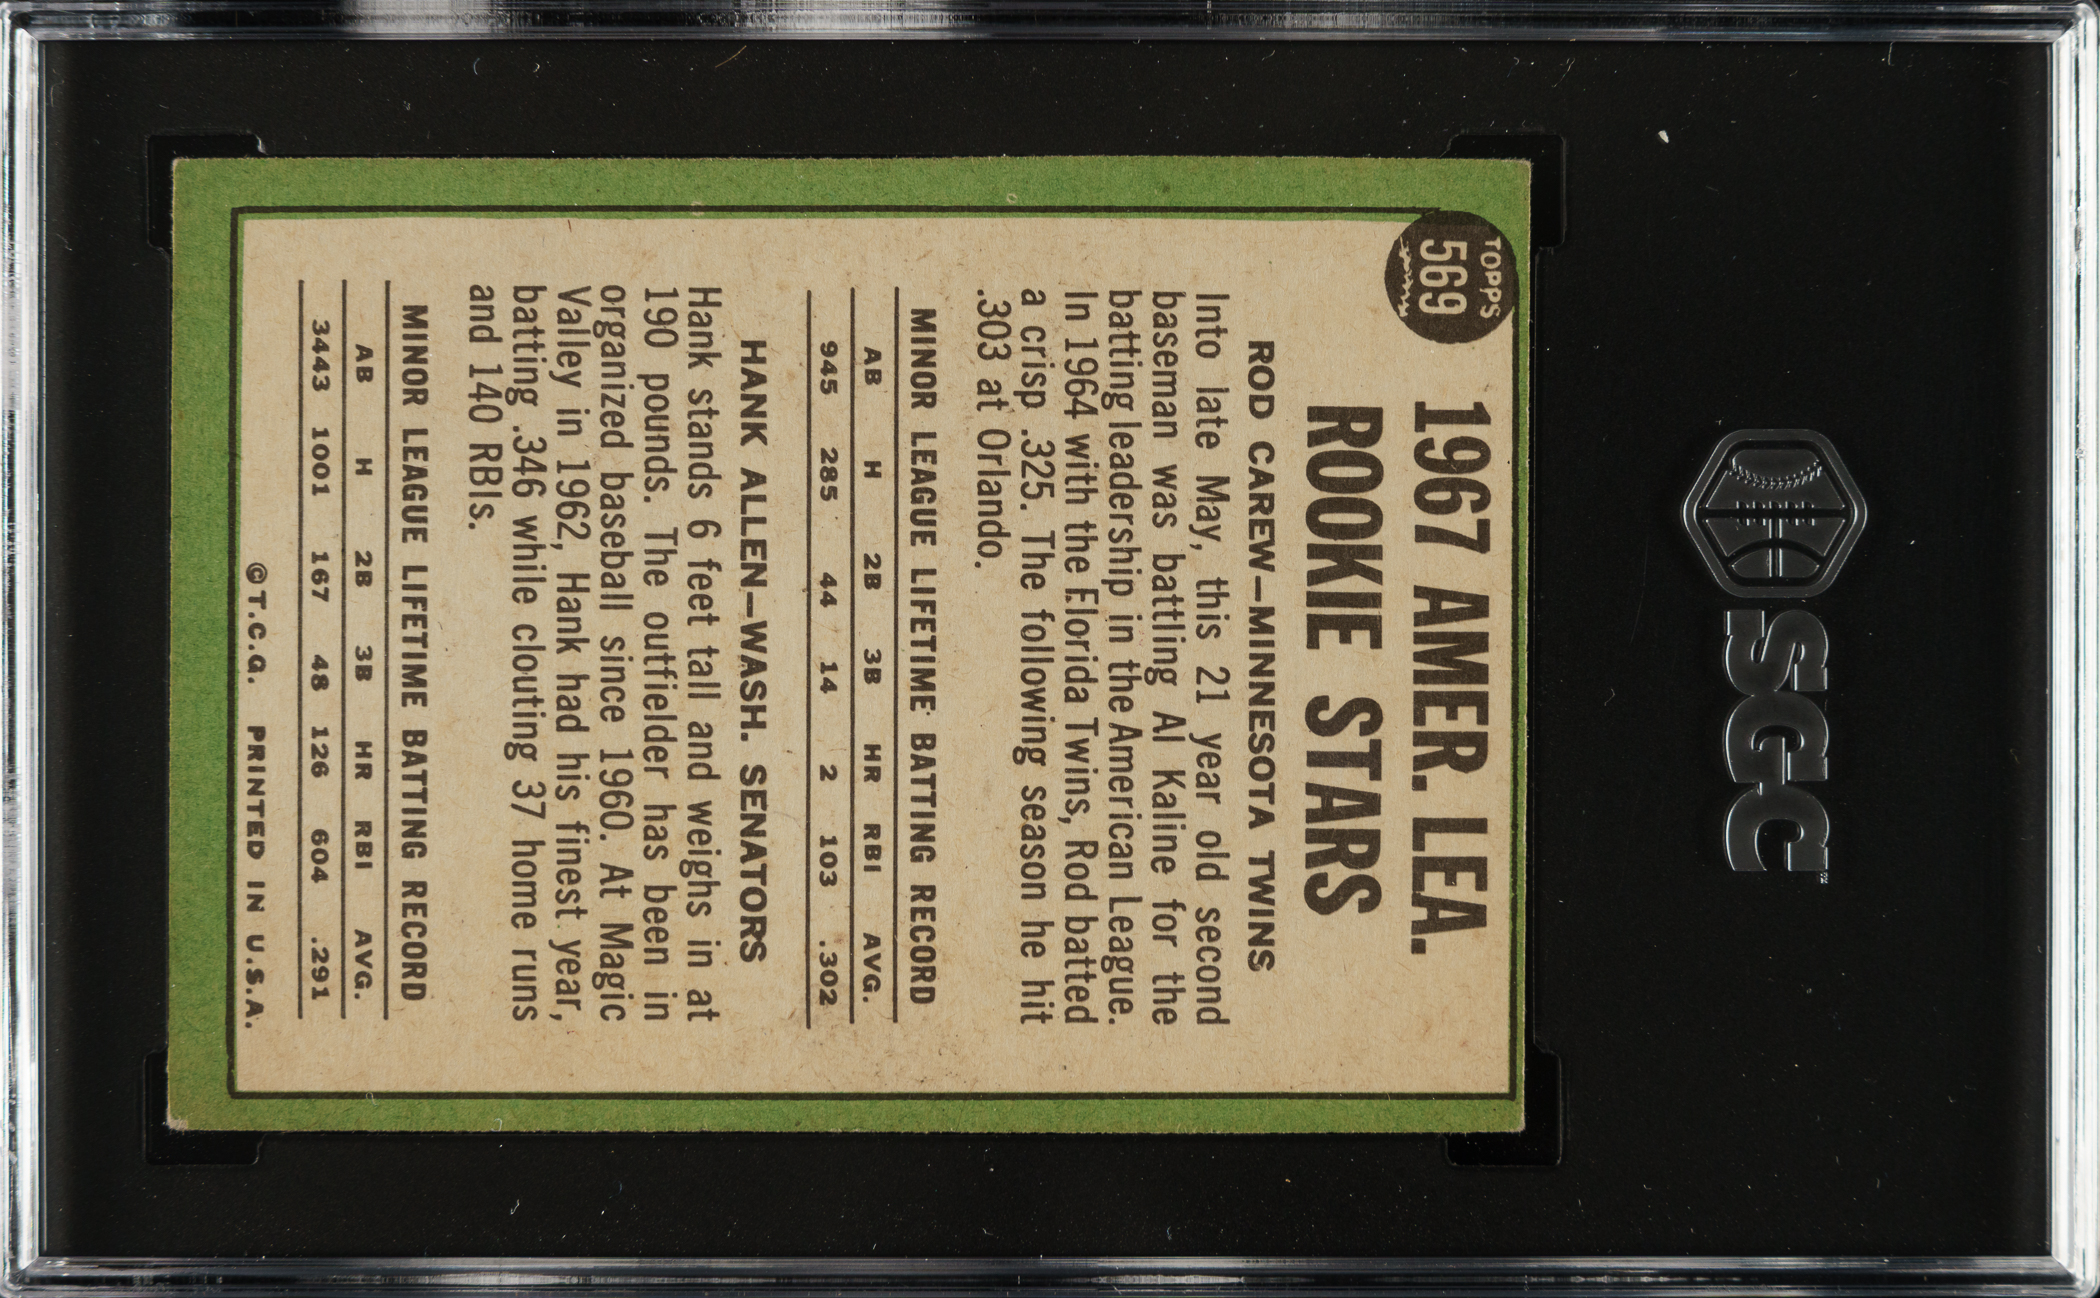 TOPPS
569
1967 AMER. LEA.
ROOKIE STARS
ROD CAREW—MINNESOTA TWINS
Into late May, this 21 year old second
baseman was battling Al Kaline for the
batting leadership in the American League.
In 1964 with the Florida Twins, Rod batted
a crisp .325. The following season he hit
.303 at Orlando.
MINOR LEAGUE LIFETIME BATTING RECORD
AB H 2B 3B HR RBI AVG.
945 285 44 14 2 103 .302
HANK ALLEN—WASH. SENATORS
Hank stands 6 feet tall and weighs in at
190 pounds. The outfielder has been in
organized baseball since 1960. At Magic
Valley in 1962, Hank had his finest year,
batting .346 while clouting 37 home runs
and 140 RBIs.
MINOR LEAGUE LIFETIME BATTING RECORD
AB H 2B 3B HR RBI AVG.
3443 1001 167 48 126 604 .291
©T.C.G. PRINTED IN U.S.A.
SGC
TM